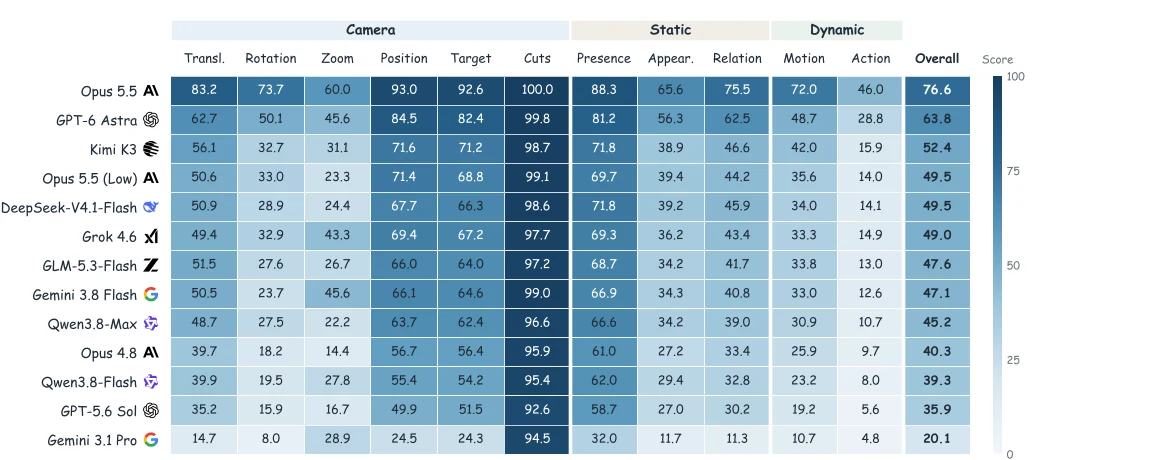 Camera Static Dynamic
Transl. Rotation Zoom Position Target Cuts Presence Appear. Relation Motion Action Overall Score
Opus 5.5 83.2 73.7 60.0 93.0 92.6 100.0 88.3 65.6 75.5 72.0 46.0 76.6 100
GPT-6 Astra 62.7 50.1 45.6 84.5 82.4 99.8 81.2 56.3 62.5 48.7 28.8 63.8
Kimi K3 56.1 32.7 31.1 71.6 71.2 98.7 71.8 38.9 46.6 42.0 15.9 52.4
Opus 5.5 (Low) 50.6 33.0 23.3 71.4 68.8 99.1 69.7 39.4 44.2 35.6 14.0 49.5 75
DeepSeek-V4.1-Flash 50.9 28.9 24.4 67.7 66.3 98.6 71.8 39.2 45.9 34.0 14.1 49.5
Grok 4.6 49.4 32.9 43.3 69.4 67.2 97.7 69.3 36.2 43.4 33.3 14.9 49.0
GLM-5.3-Flash 51.5 27.6 26.7 66.0 64.0 97.2 68.7 34.2 41.7 33.8 13.0 47.6 50
Gemini 3.8 Flash 50.5 23.7 45.6 66.1 64.6 99.0 66.9 34.3 40.8 33.0 12.6 47.1
Qwen3.8-Max 48.7 27.5 22.2 63.7 62.4 96.6 66.6 34.2 39.0 30.9 10.7 45.2
Opus 4.8 39.7 18.2 14.4 56.7 56.4 95.9 61.0 27.2 33.4 25.9 9.7 40.3 25
Qwen3.8-Flash 39.9 19.5 27.8 55.4 54.2 95.4 62.0 29.4 32.8 23.2 8.0 39.3
GPT-5.6 Sol 35.2 15.9 16.7 49.9 51.5 92.6 58.7 27.0 30.2 19.2 5.6 35.9
Gemini 3.1 Pro 14.7 8.0 28.9 24.5 24.3 94.5 32.0 11.7 11.3 10.7 4.8 20.1 0